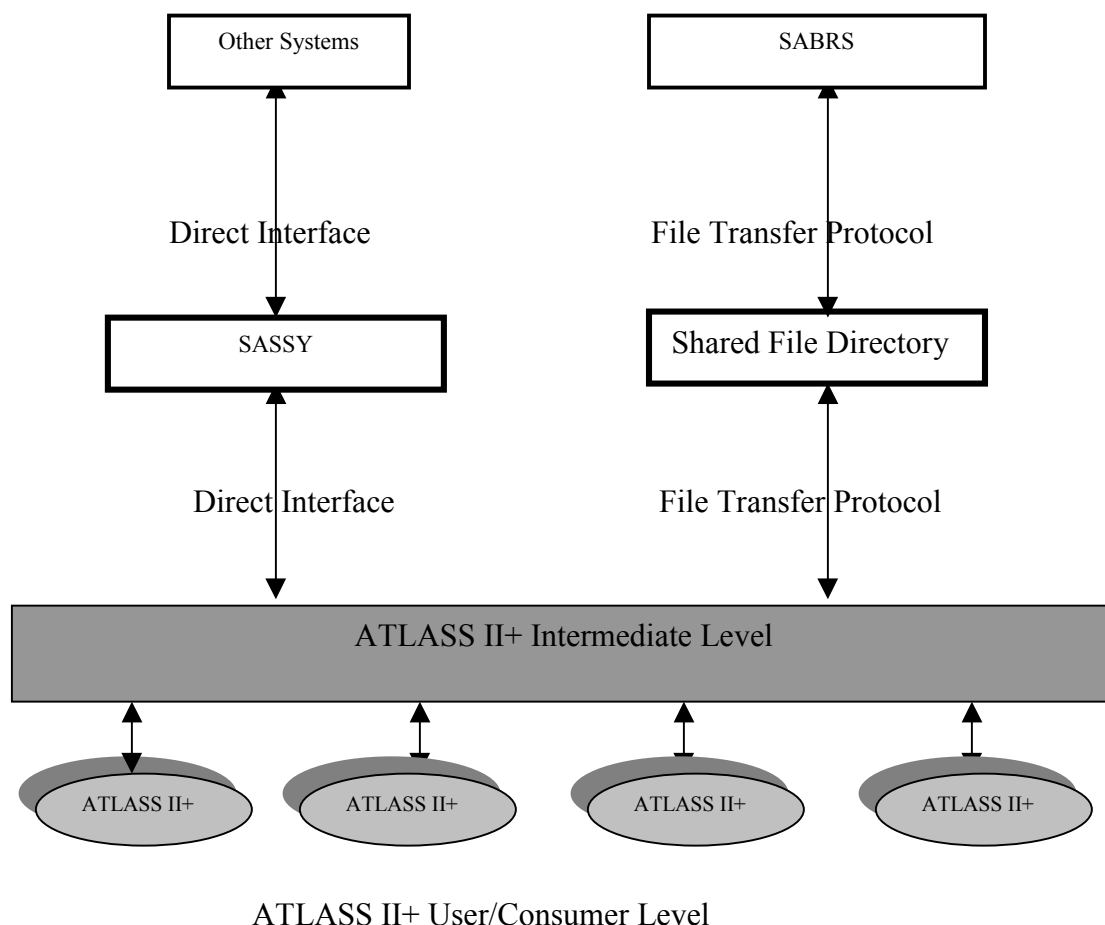 Other Systems
SABRS
Direct Interface
File Transfer Protocol
SASSY
Shared File Directory
Direct Interface
File Transfer Protocol
ATLASS II+ Intermediate Level
ATLASS II+
ATLASS II+
ATLASS II+
ATLASS II+
ATLASS II+ User/Consumer Level